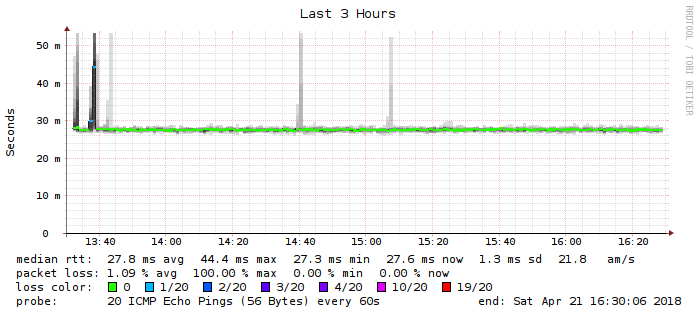 Last 3 Hours
RRDTOOL / TOBI OETIKER
Seconds
50 m
40 m
30 m
20 m
10 m
0
13:40 14:00 14:20 14:40 15:00 15:20 15:40 16:00 16:20
median rtt: 27.8 ms avg 44.4 ms max 27.3 ms min 27.6 ms now 1.3 ms sd 21.8 am/s
packet loss: 1.09 % avg 100.00 % max 0.00 % min 0.00 % now
loss color: 0 1/20 2/20 3/20 4/20 10/20 19/20
probe: 20 ICMP Echo Pings (56 Bytes) every 60s end: Sat Apr 21 16:30:06 2018